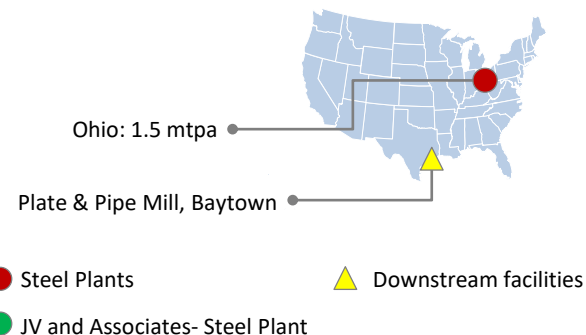 Ohio: 1.5 mtpa
Plate & Pipe Mill, Baytown
Steel Plants
Downstream facilities
JV and Associates- Steel Plant